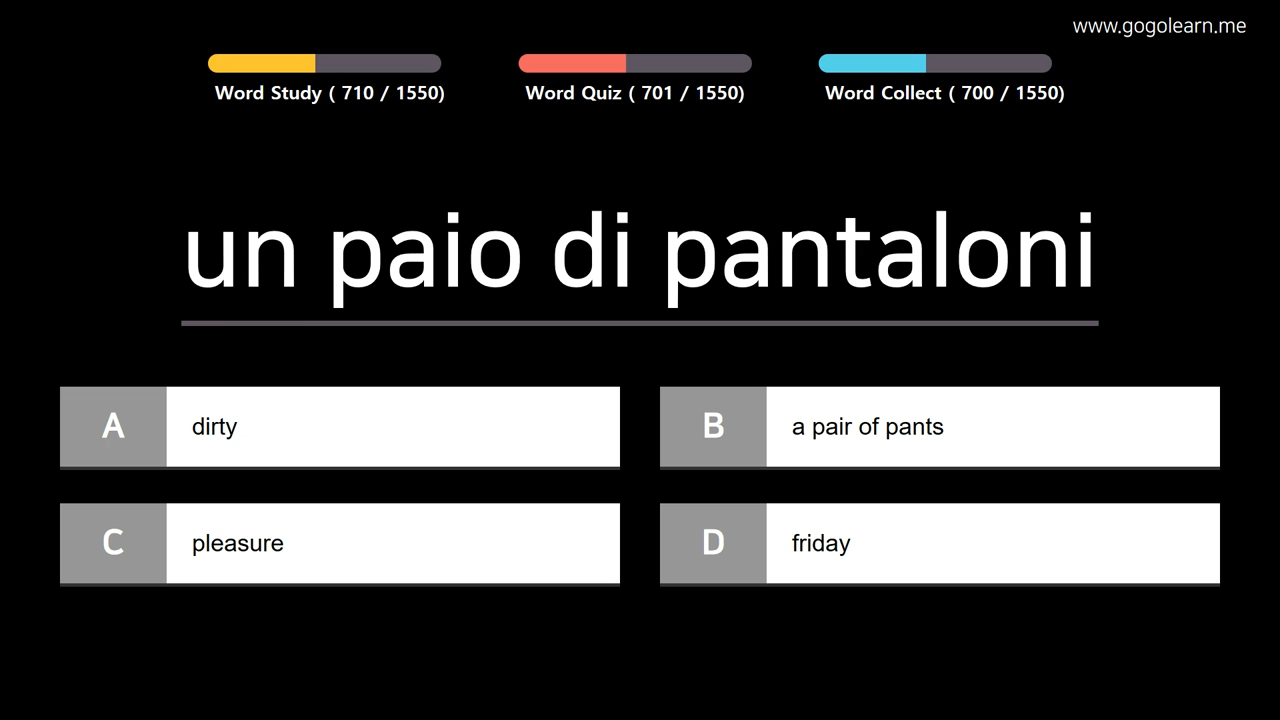 www.gogolearn.me
Word Study ( 710 / 1550)
Word Quiz ( 701 / 1550)
Word Collect ( 700 / 1550)
un paio di pantaloni
A dirty
B a pair of pants
C pleasure
D friday